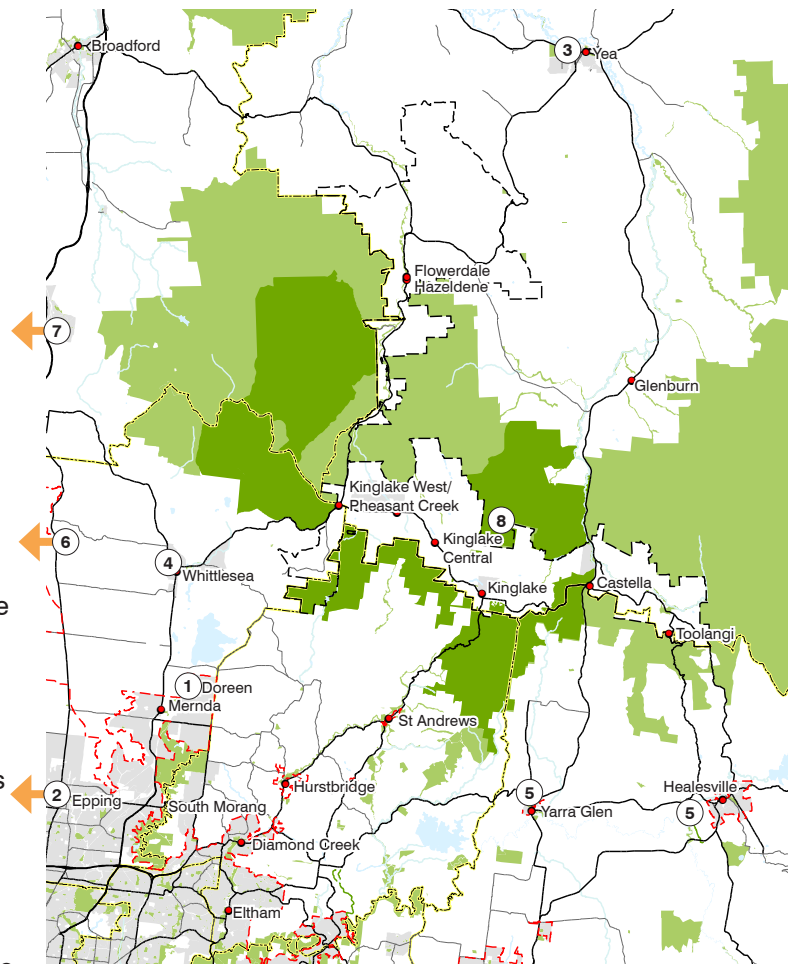 Broadford
3
Yea
Flowerdale
Hazeldene
7
Glenburn
Kinglake West/
Pheasant Creek
8
6
Kinglake
Central
4
Whittlesea
Kinglake
Castella
e
Toolangi
1
Doreen
Mernda
St Andrews
s
2
Epping
Hurstbridge
5
Healesville
South Morang
Yarra Glen
5
Diamond Creek
Eltham